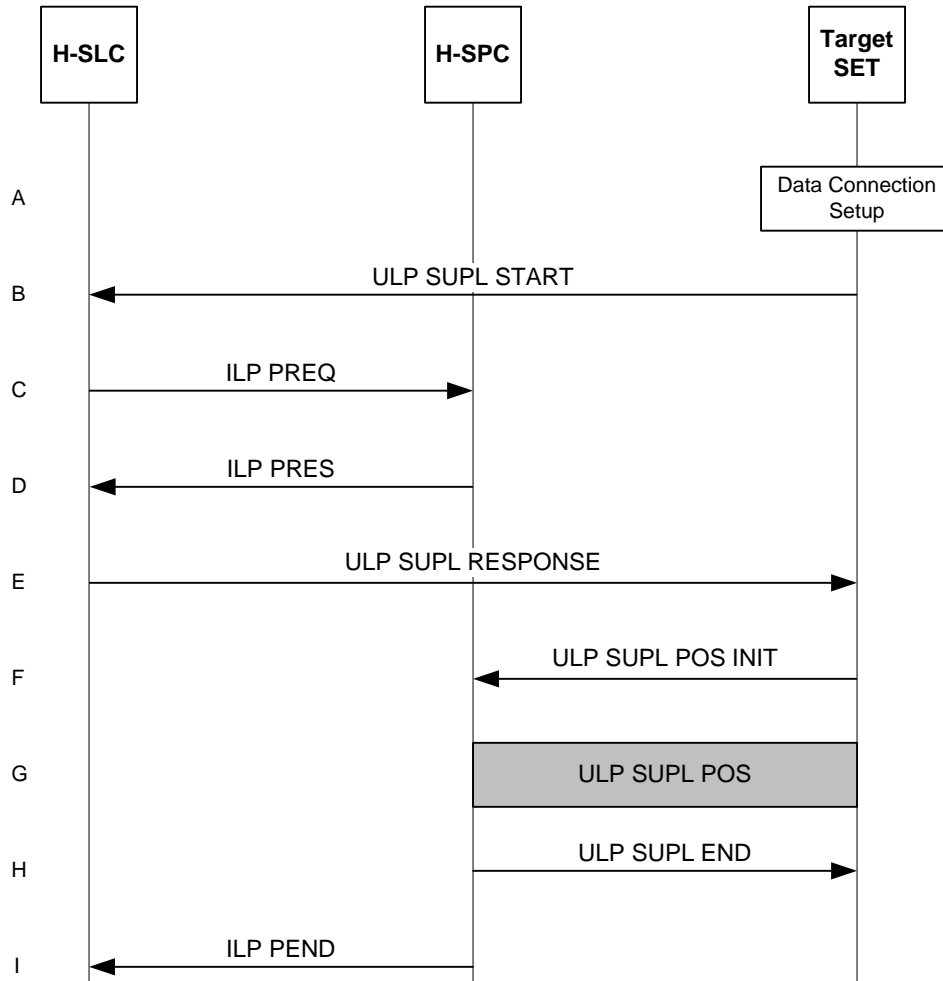 H-SLC
H-SPC
Target
SET
A
Data Connection
Setup
B
ULP SUPL START
C
ILP PREQ
D
ILP PRES
E
ULP SUPL RESPONSE
F
ULP SUPL POS INIT
G
ULP SUPL POS
H
ULP SUPL END
I
ILP PEND